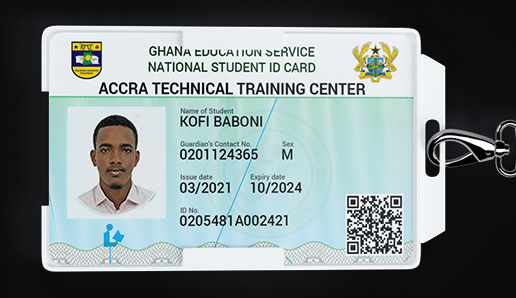 GHANA EDUCATION SERVICE
NATIONAL STUDENT ID CARD
ACCRA TECHNICAL TRAINING CENTER
Name of Student
KOFI BABONI
Guardian's Contact No. Sex
0201124365 M
Issue date Expiry date
03/2021 10/2024
ID No.
0205481A002421